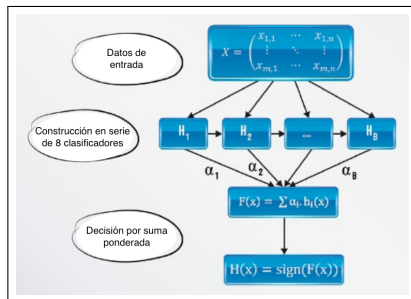 Datos de
entrada
X = (x1,1 ⋯ x1,n
⋮ ⋱ ⋮
xm,1 ⋯ xm,n)
Construcción en serie
de 8 clasificadores
H1 H2 ... HB
α1 α2 αB
F(x) = ∑ αi. hi(x)
Decisión por suma
ponderada
H(x) = sign(F(x))